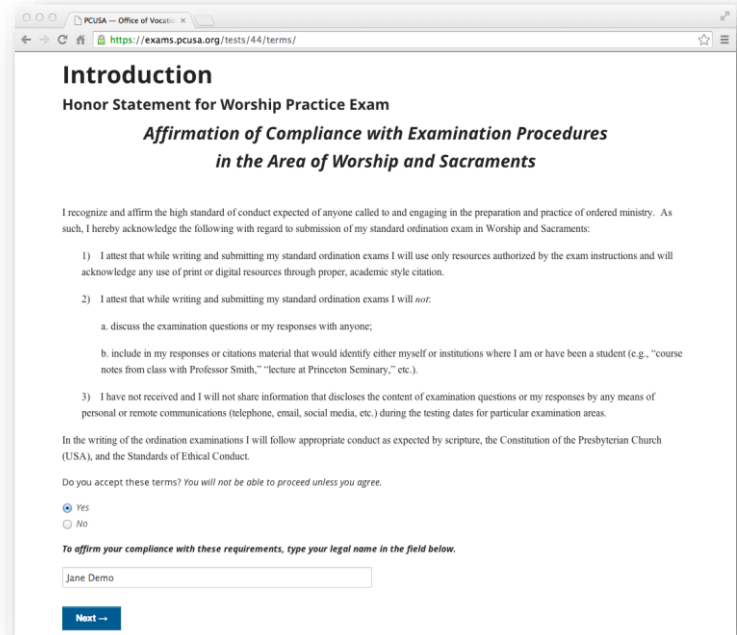 PCUSA — Office of Vocatio
https://exams.pcusa.org/tests/44/terms/
Introduction
Honor Statement for Worship Practice Exam
Affirmation of Compliance with Examination Procedures
in the Area of Worship and Sacraments
I recognize and affirm the high standard of conduct expected of anyone called to and engaging in the preparation and practice of ordered ministry. As
such, I hereby acknowledge the following with regard to submission of my standard ordination exam in Worship and Sacraments:
1) I attest that while writing and submitting my standard ordination exams I will use only resources authorized by the exam instructions and will
acknowledge any use of print or digital resources through proper, academic style citation.
2) I attest that while writing and submitting my standard ordination exams I will not:
a. discuss the examination questions or my responses with anyone;
b. include in my responses or citations material that would identify either myself or institutions where I am or have been a student (e.g., “course
notes from class with Professor Smith,” “lecture at Princeton Seminary,” etc.).
3) I have not received and I will not share information that discloses the content of examination questions or my responses by any means of
personal or remote communications (telephone, email, social media, etc.) during the testing dates for particular examination areas.
In the writing of the ordination examinations I will follow appropriate conduct as expected by scripture, the Constitution of the Presbyterian Church
(USA), and the Standards of Ethical Conduct.
Do you accept these terms? You will not be able to proceed unless you agree.
Yes
No
To affirm your compliance with these requirements, type your legal name in the field below.
Jane Demo
Next →